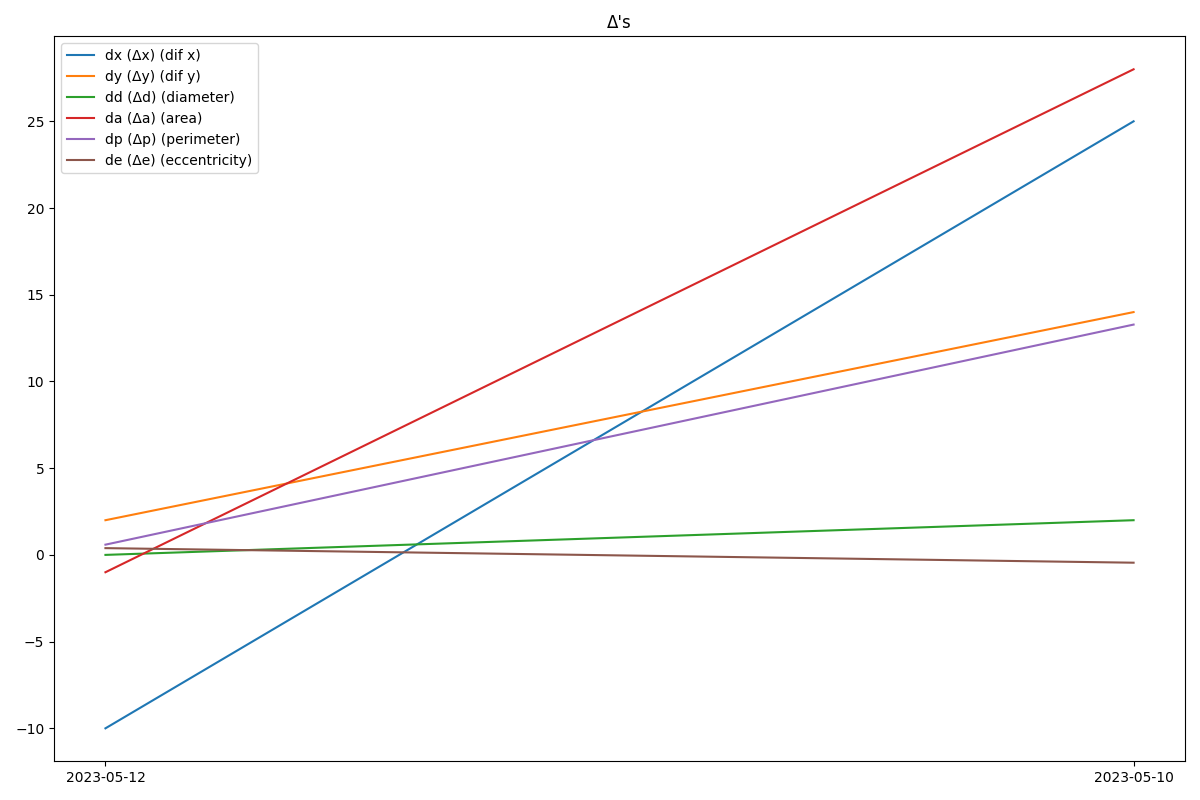 Δ's
dx (Δx) (dif x)
dy (Δy) (dif y)
dd (Δd) (diameter)
da (Δa) (area)
dp (Δp) (perimeter)
de (Δe) (eccentricity)
25
20
15
10
5
0
−5
−10
2023-05-12 2023-05-10